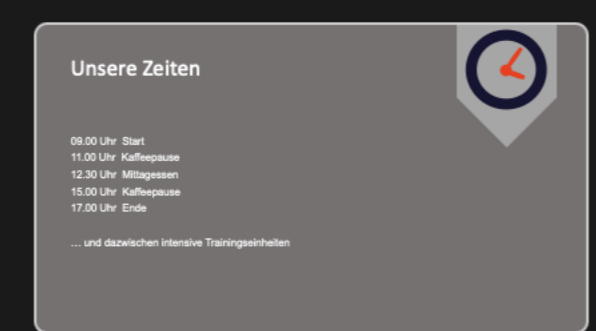 Unsere Zeiten
09.00 Uhr Start
11.00 Uhr Kaffeepause
12.30 Uhr Mittagessen
15.00 Uhr Kaffeepause
17.00 Uhr Ende
... und dazwischen intensive Trainingseinheiten